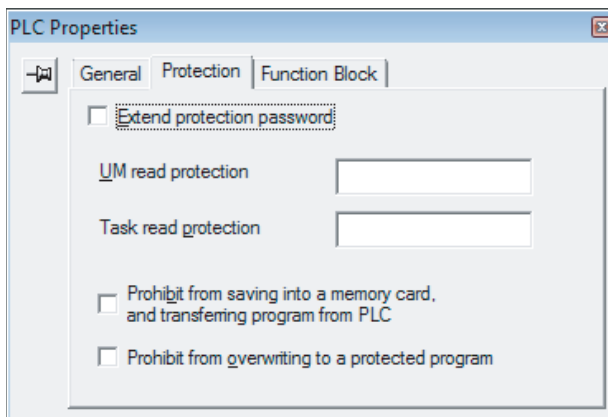 PLC Properties
General Protection Function Block
Extend protection password
UM read protection
Task read protection
Prohibit from saving into a memory card,
and transferring program from PLC
Prohibit from overwriting to a protected program